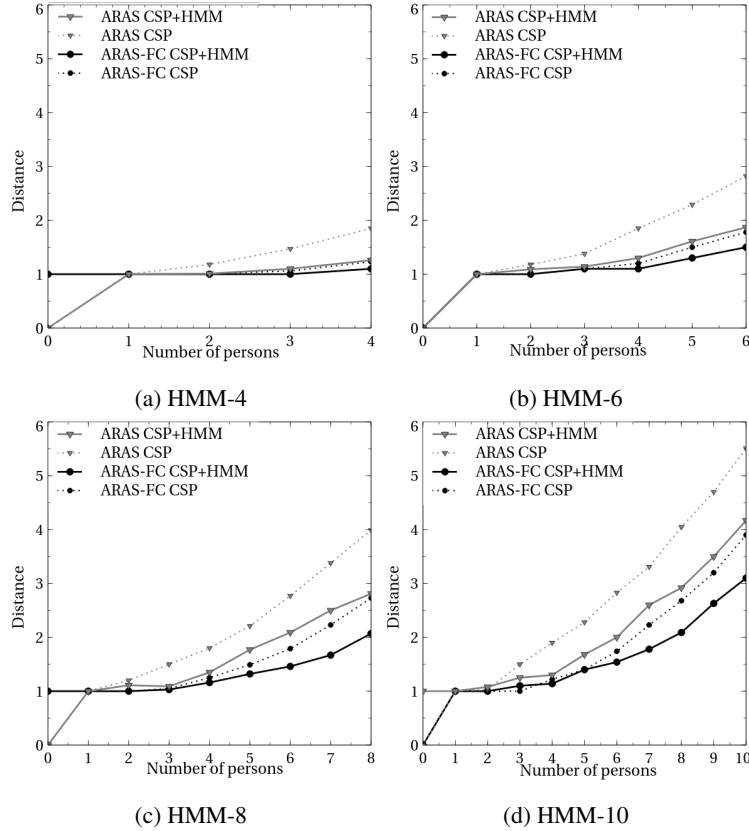 6
5
4
3
2
1
0
Distance
ARAS CSP+HMM
ARAS CSP
ARAS-FC CSP+HMM
ARAS-FC CSP
0 1 2 3 4
Number of persons
(a) HMM-4
6
5
4
3
2
1
0
Distance
ARAS CSP+HMM
ARAS CSP
ARAS-FC CSP+HMM
ARAS-FC CSP
0 1 2 3 4 5 6
Number of persons
(b) HMM-6
6
5
4
3
2
1
0
Distance
ARAS CSP+HMM
ARAS CSP
ARAS-FC CSP+HMM
ARAS-FC CSP
0 1 2 3 4 5 6 7 8
Number of persons
(c) HMM-8
6
5
4
3
2
1
0
Distance
ARAS CSP+HMM
ARAS CSP
ARAS-FC CSP+HMM
ARAS-FC CSP
0 1 2 3 4 5 6 7 8 9 10
Number of persons
(d) HMM-10